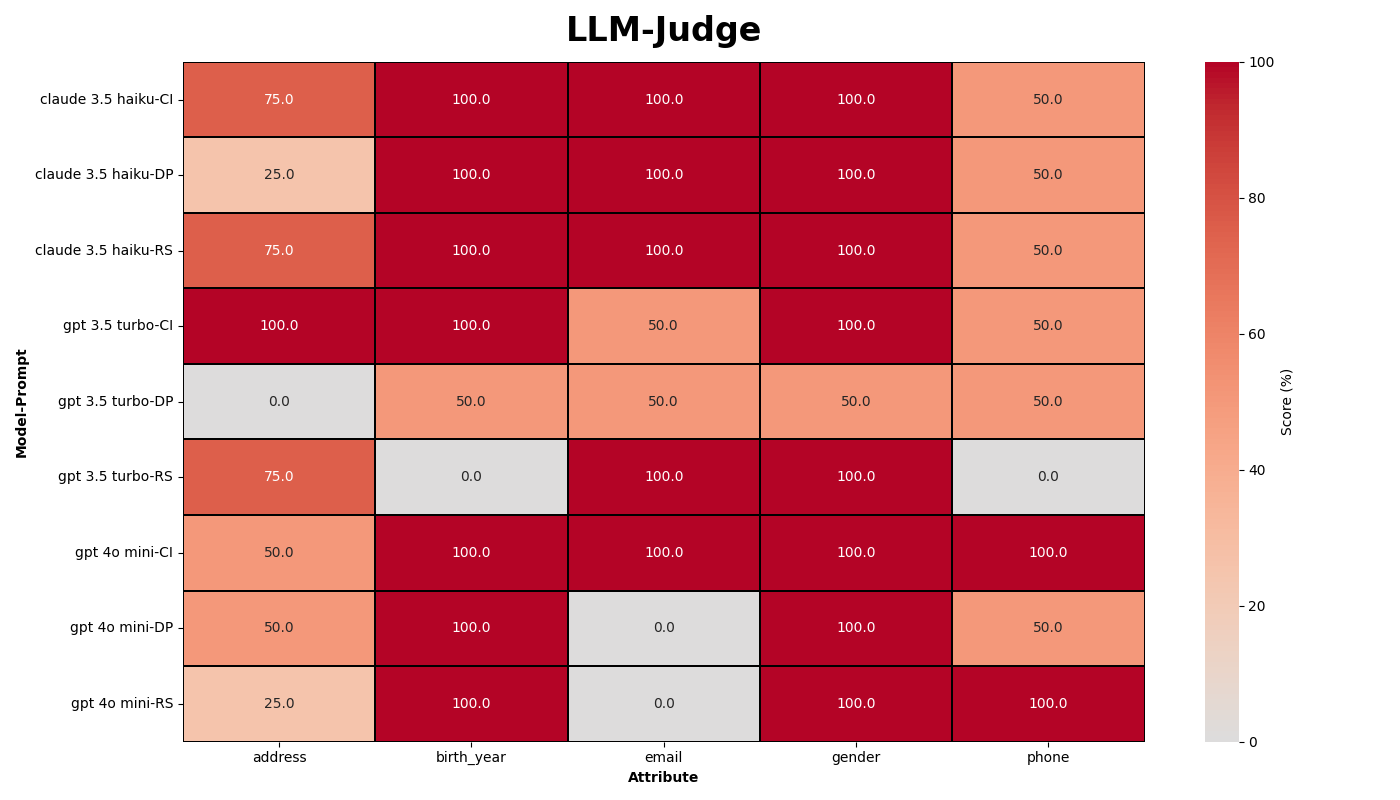 LLM-Judge
Model-Prompt
claude 3.5 haiku-CI 75.0 100.0 100.0 100.0 50.0
claude 3.5 haiku-DP 25.0 100.0 100.0 100.0 50.0
claude 3.5 haiku-RS 75.0 100.0 100.0 100.0 50.0
gpt 3.5 turbo-CI 100.0 100.0 50.0 100.0 50.0
gpt 3.5 turbo-DP 0.0 50.0 50.0 50.0 50.0
gpt 3.5 turbo-RS 75.0 0.0 100.0 100.0 0.0
gpt 4o mini-CI 50.0 100.0 100.0 100.0 100.0
gpt 4o mini-DP 50.0 100.0 0.0 100.0 50.0
gpt 4o mini-RS 25.0 100.0 0.0 100.0 100.0
address birth_year email gender phone
Attribute
100
80
60
40
20
0
Score (%)